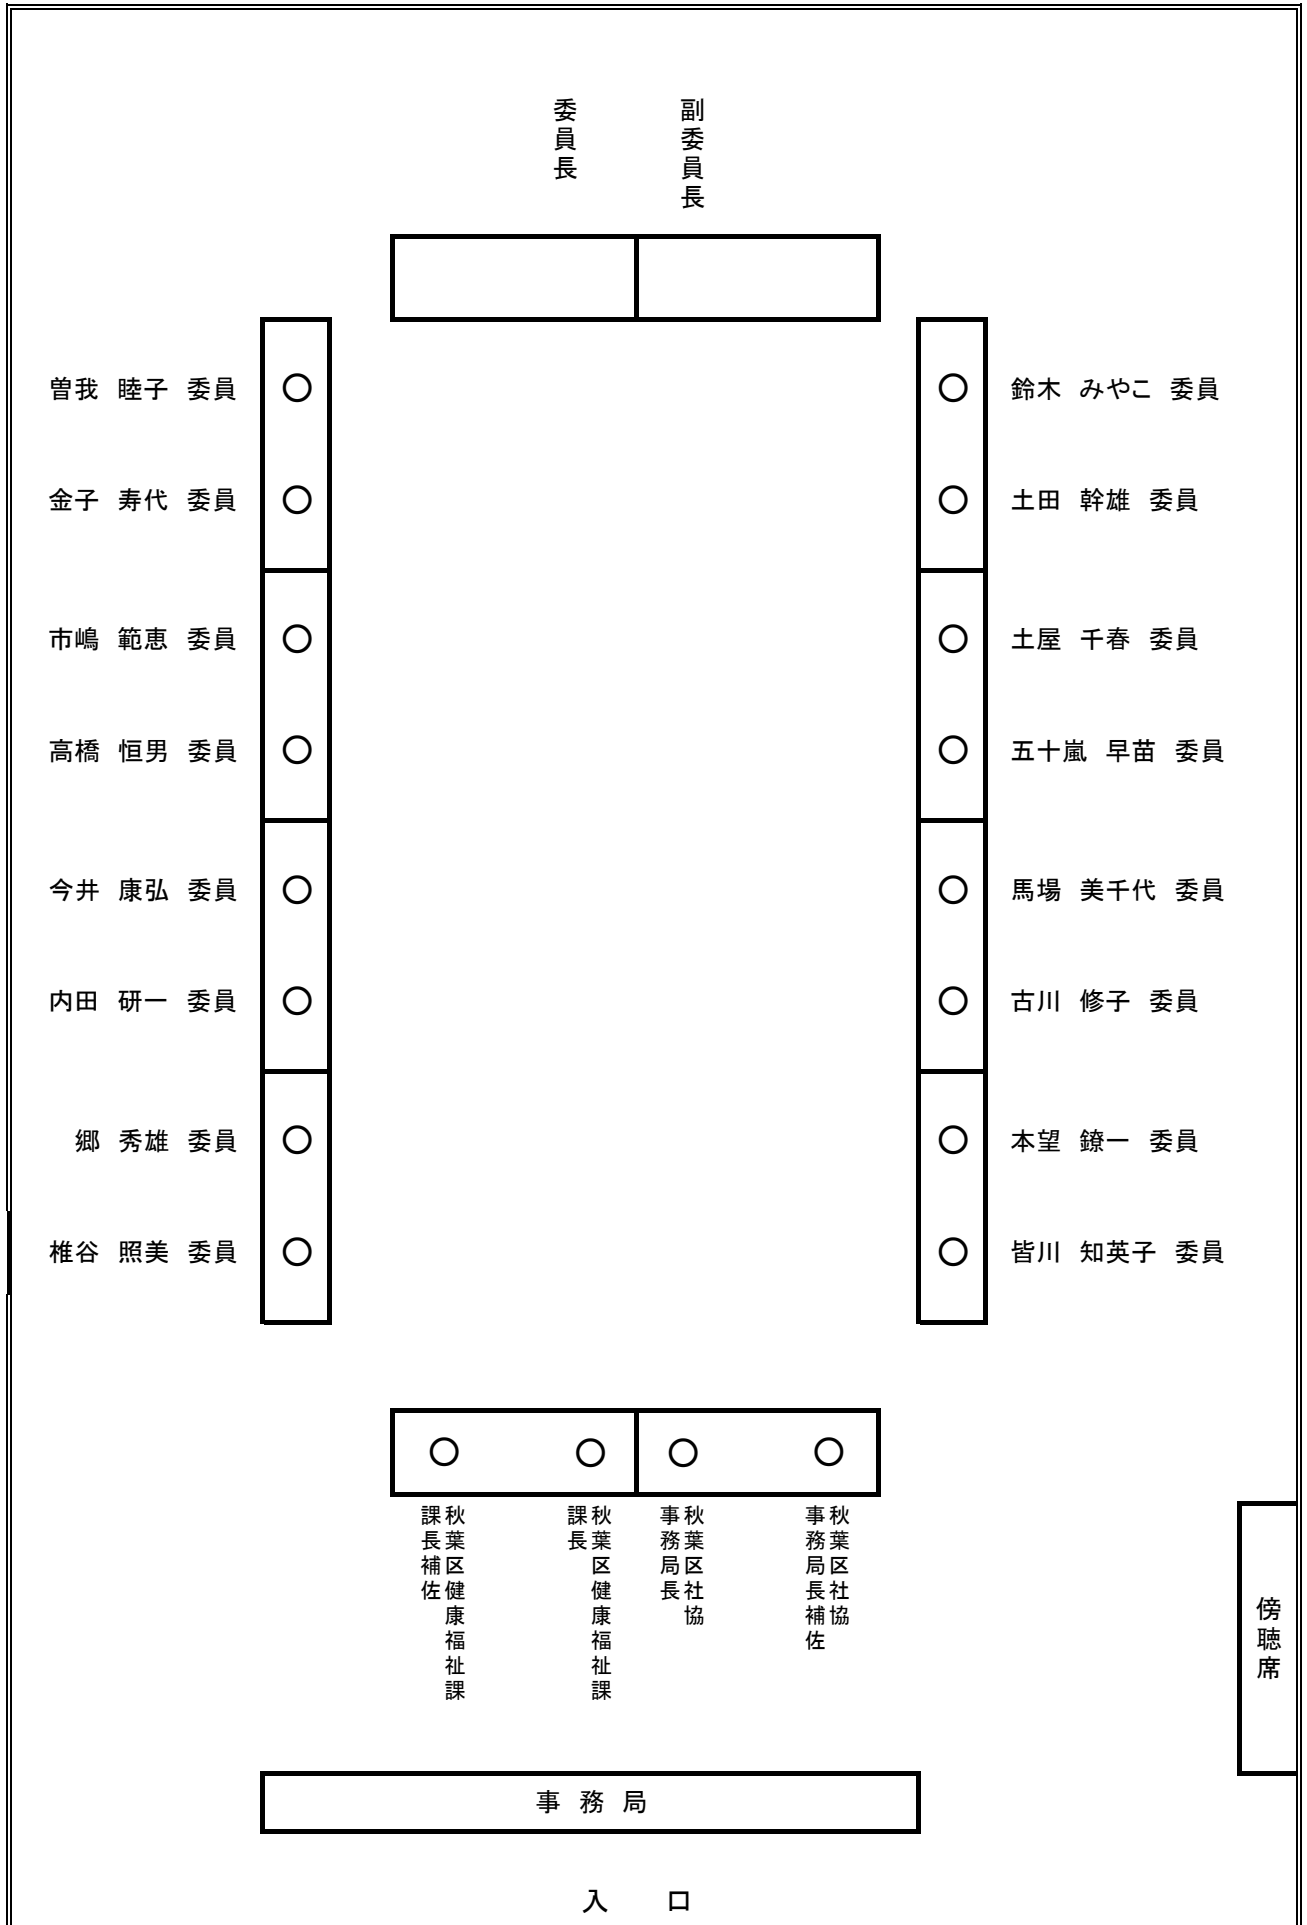 委員長
副委員長
曽我 睦子 委員
鈴木 みやこ 委員
金子 寿代 委員
土田 幹雄 委員
市嶋 範恵 委員
土屋 千春 委員
高橋 恒男 委員
五十嵐 早苗 委員
今井 康弘 委員
馬場 美千代 委員
内田 研一 委員
古川 修子 委員
郷 秀雄 委員
本望 鐐一 委員
椎谷 照美 委員
皆川 知英子 委員
秋葉区健康福祉課
課長補佐
秋葉区健康福祉課
課長
秋葉区社協
事務局長
秋葉区社協
事務局長補佐
傍聴席
事務局
入口